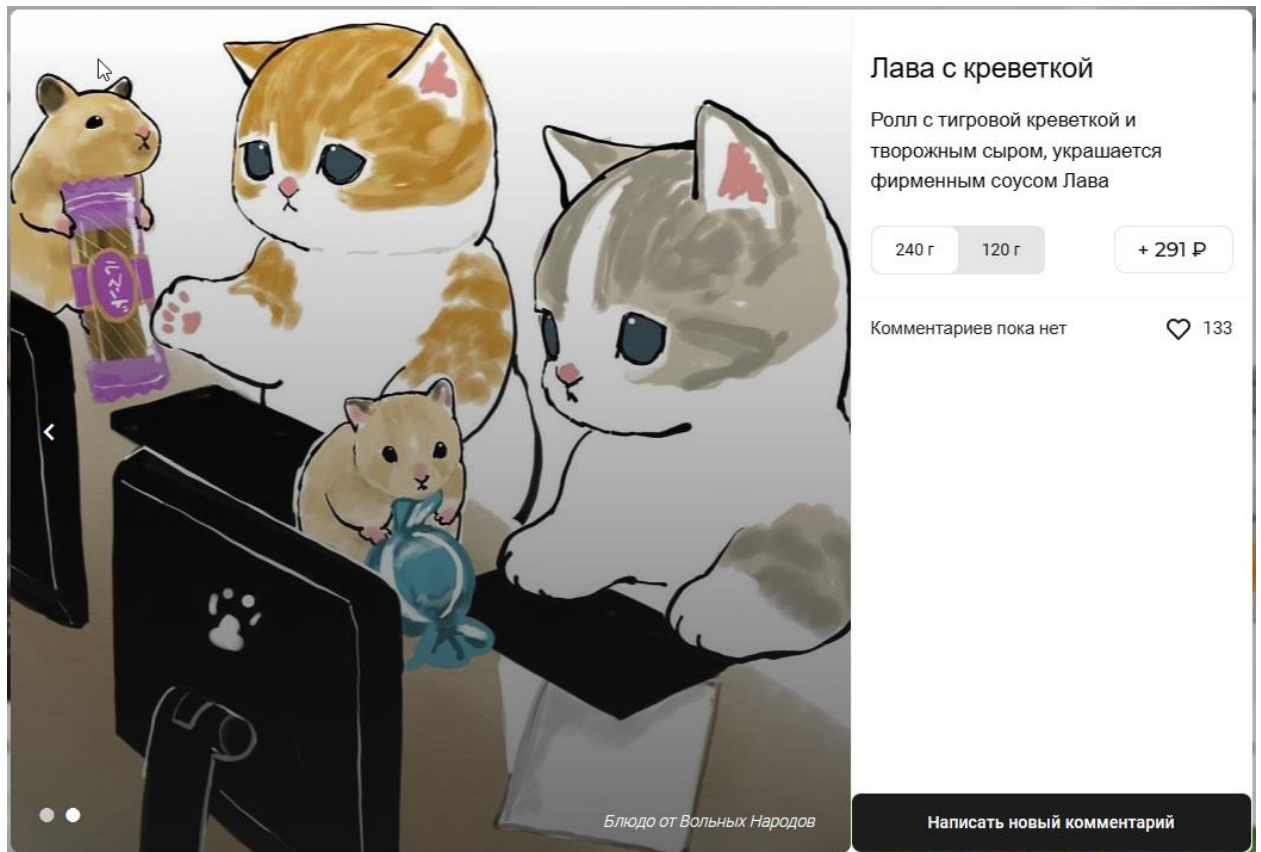 Лава с креветкой
Ролл с тигровой креветкой и
творожным сыром, украшается
фирменным соусом Лава
240 г 120 г + 291 ₽
Комментариев пока нет 133
Блюдо от Вольных Народов
Написать новый комментарий